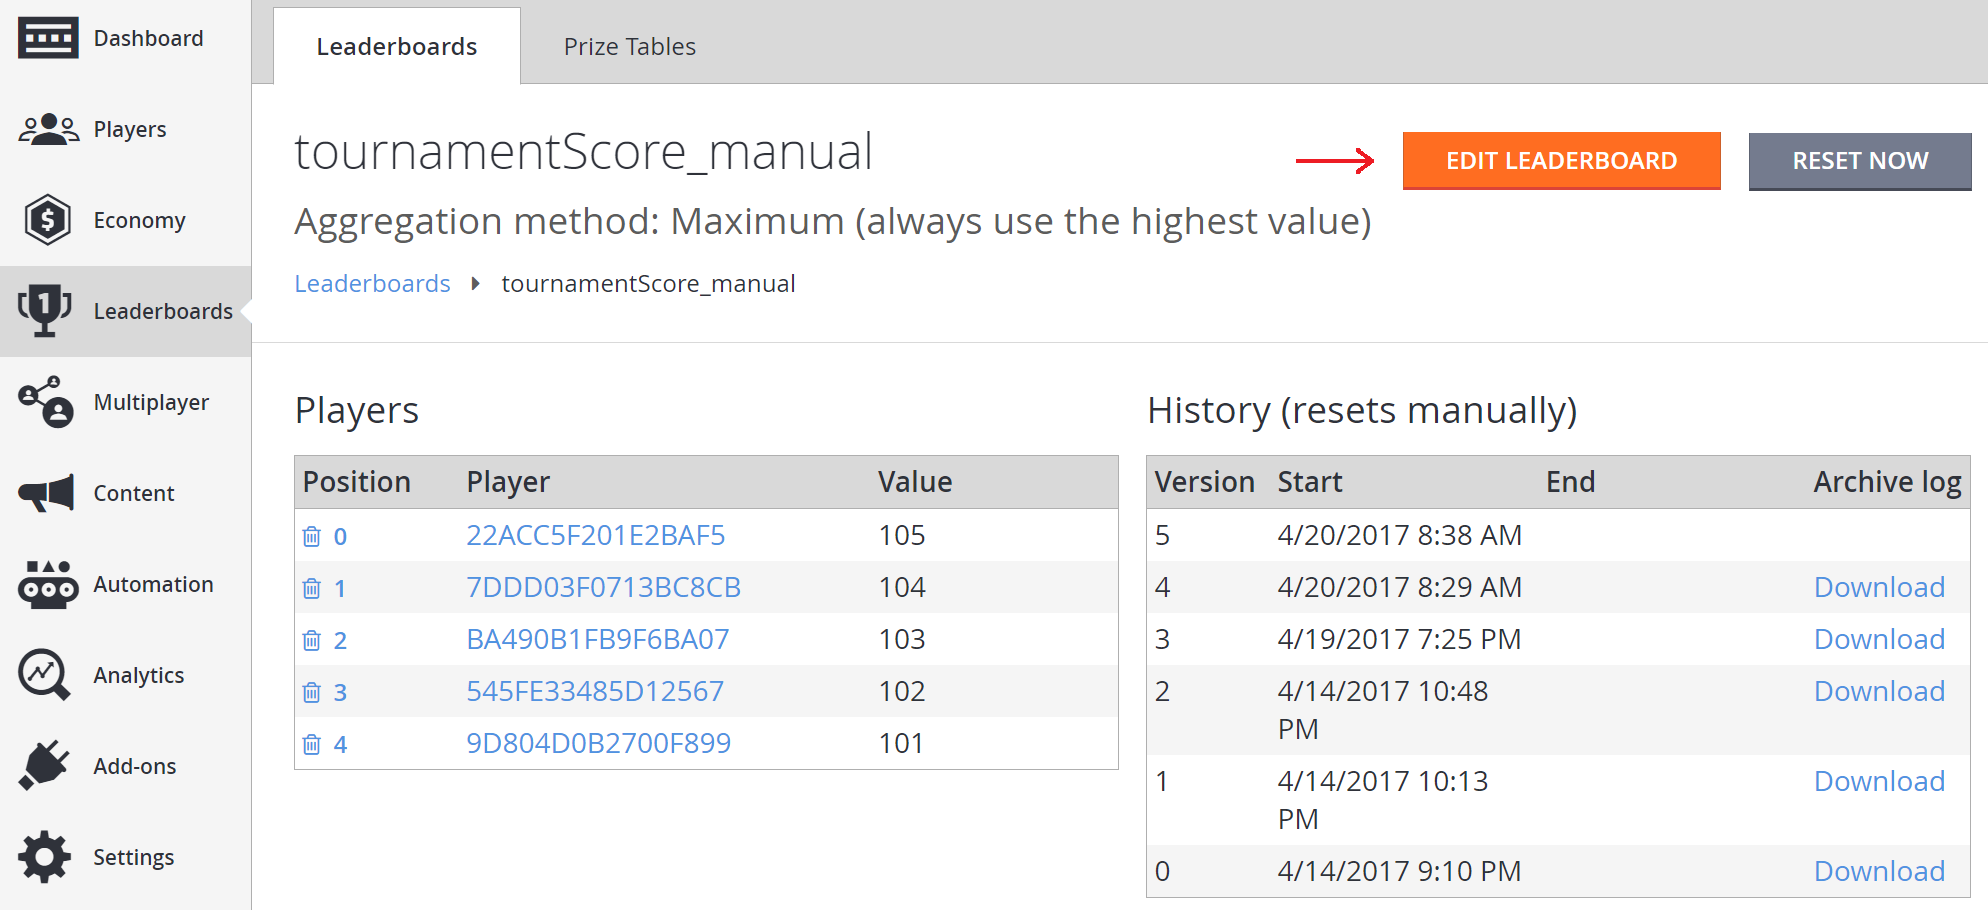 Dashboard
Players
Economy
Leaderboards
Multiplayer
Content
Automation
Analytics
Add-ons
Settings
Leaderboards
Prize Tables
tournamentScore_manual
EDIT LEADERBOARD
RESET NOW
Aggregation method: Maximum (always use the highest value)
Leaderboards tournamentScore_manual
Players
Position Player Value
0 22ACC5F201E2BAF5 105
1 7DDD03F0713BC8CB 104
2 BA490B1FB9F6BA07 103
3 545FE33485D12567 102
4 9D804D0B2700F899 101
History (resets manually)
Version Start End Archive log
5 4/20/2017 8:38 AM
4 4/20/2017 8:29 AM Download
3 4/19/2017 7:25 PM Download
2 4/14/2017 10:48 Download
PM
1 4/14/2017 10:13 Download
PM
0 4/14/2017 9:10 PM Download